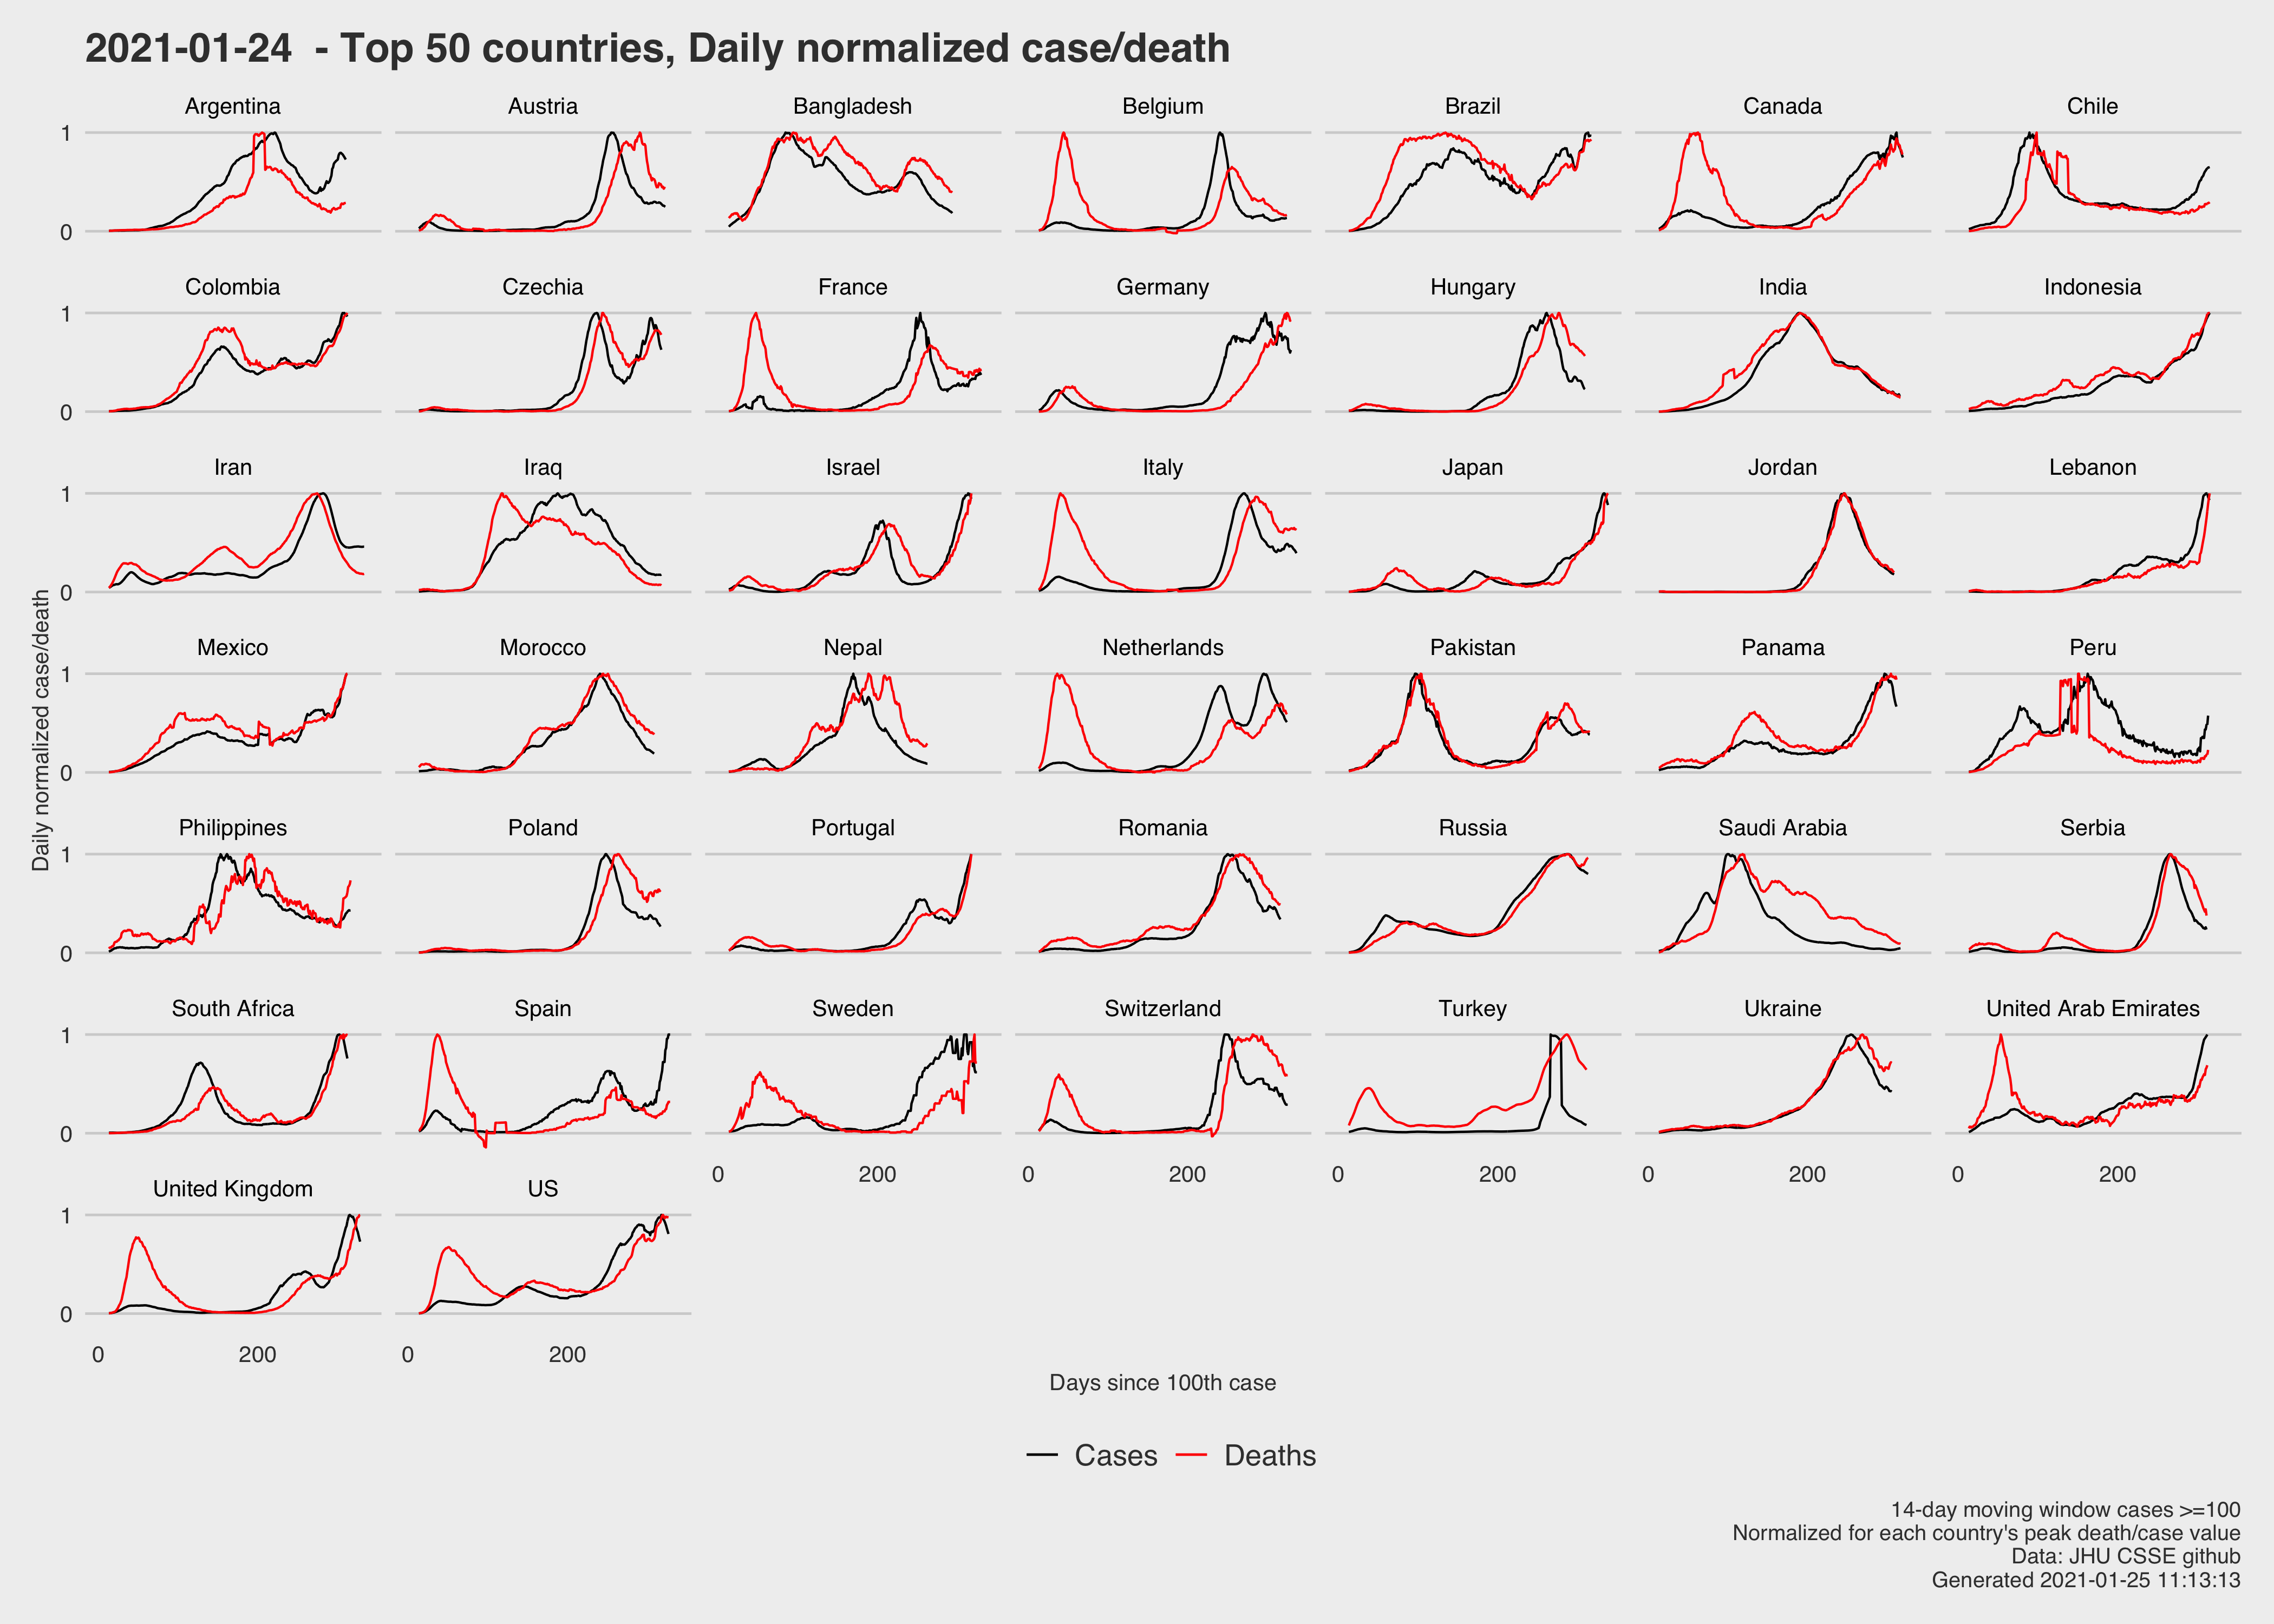 2021-01-24  - Top 50 countries, Daily normalized case/death
Argentina Austria Bangladesh Belgium Brazil Canada Chile
1
0
Colombia Czechia France Germany Hungary India Indonesia
1
0
Iran Iraq Israel Italy Japan Jordan Lebanon
1
0
Daily normalized case/death
Mexico Morocco Nepal Netherlands Pakistan Panama Peru
1
0
Philippines Poland Portugal Romania Russia Saudi Arabia Serbia
1
0
South Africa Spain Sweden Switzerland Turkey Ukraine United Arab Emirates
1
0
0 200 0 200 0 200 0 200 0 200
United Kingdom US
1
0
0 200 0 200
Days since 100th case
Cases Deaths
14-day moving window cases >=100
Normalized for each country's peak death/case value
Data: JHU CSSE github
Generated 2021-01-25 11:13:13